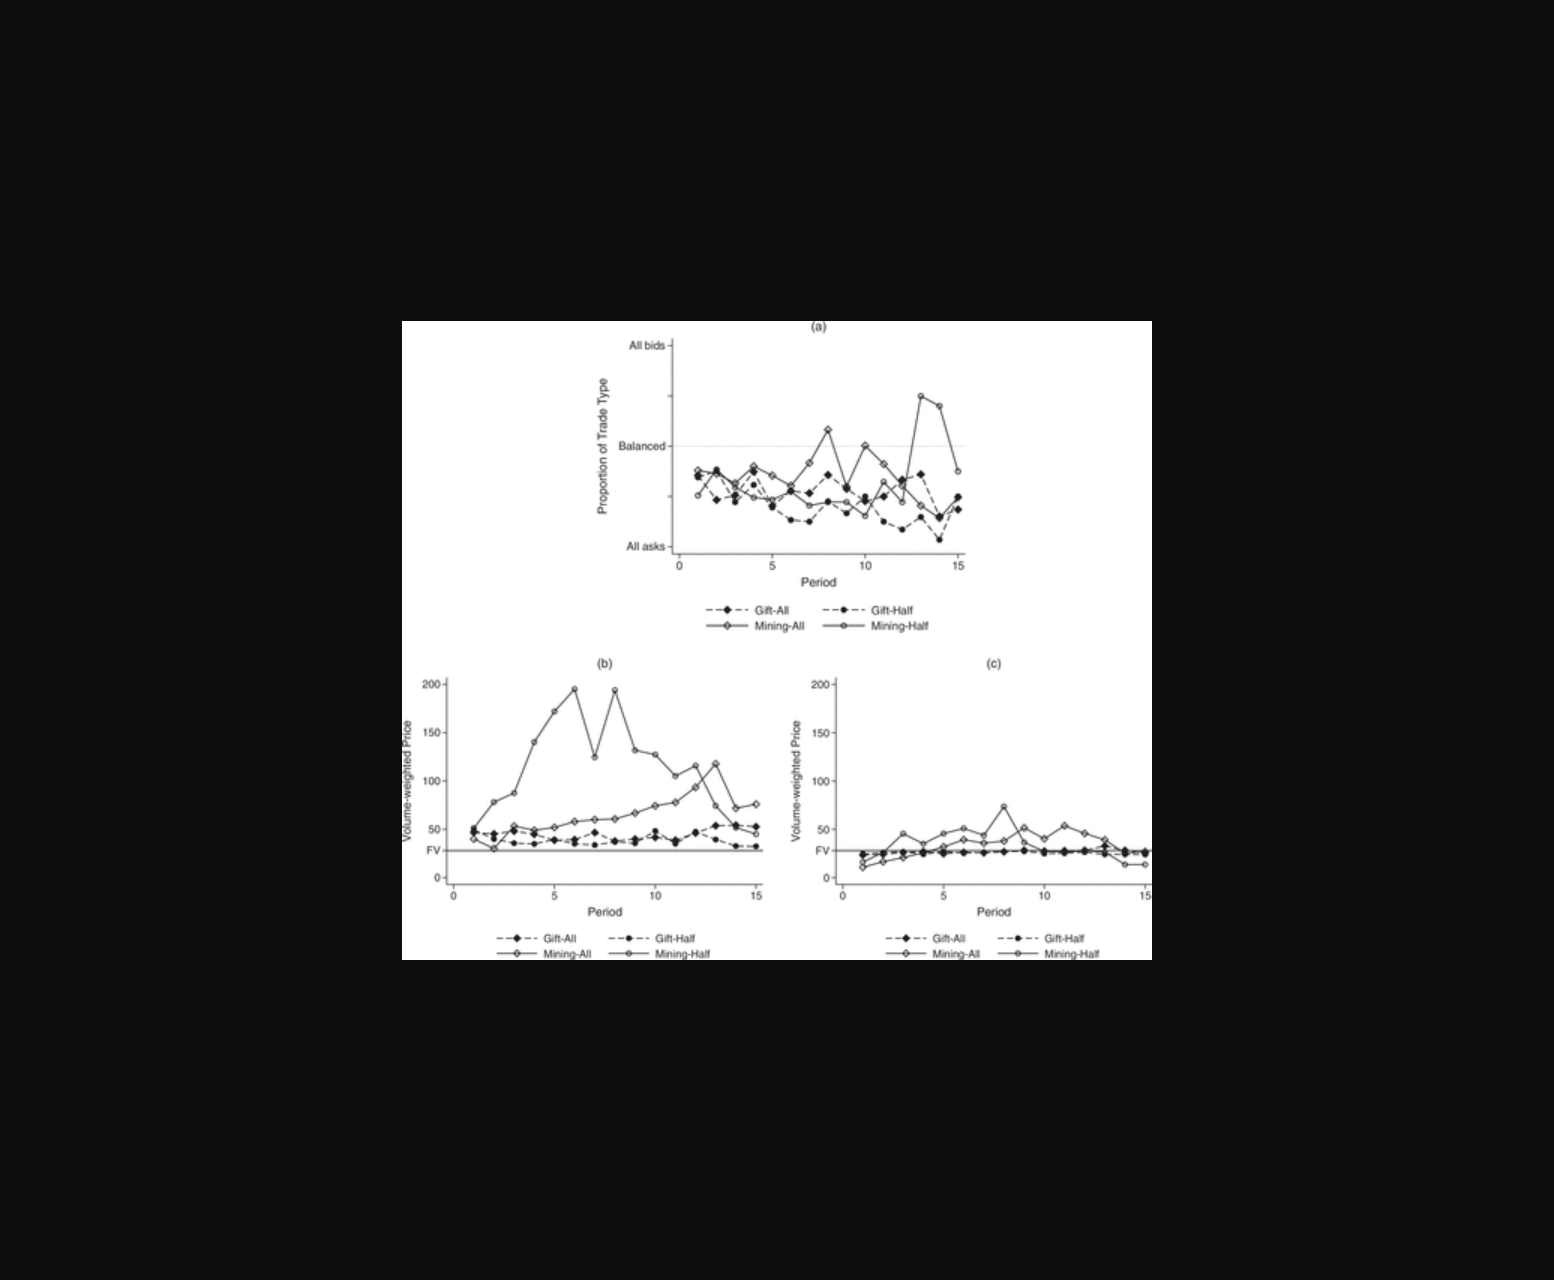 (a)
All bids
Balanced
All asks
Proportion of Trade Type
0 5 10 15
Period
Gift-All Gift-Half
Mining-All Mining-Half
(b)
200
150
100
50
FV
0
Volume-weighted Price
0 5 10 15
Period
Gift-All Gift-Half
Mining-All Mining-Half
(c)
200
150
100
50
FV
0
Volume-weighted Price
0 5 10 15
Period
Gift-All Gift-Half
Mining-All Mining-Half